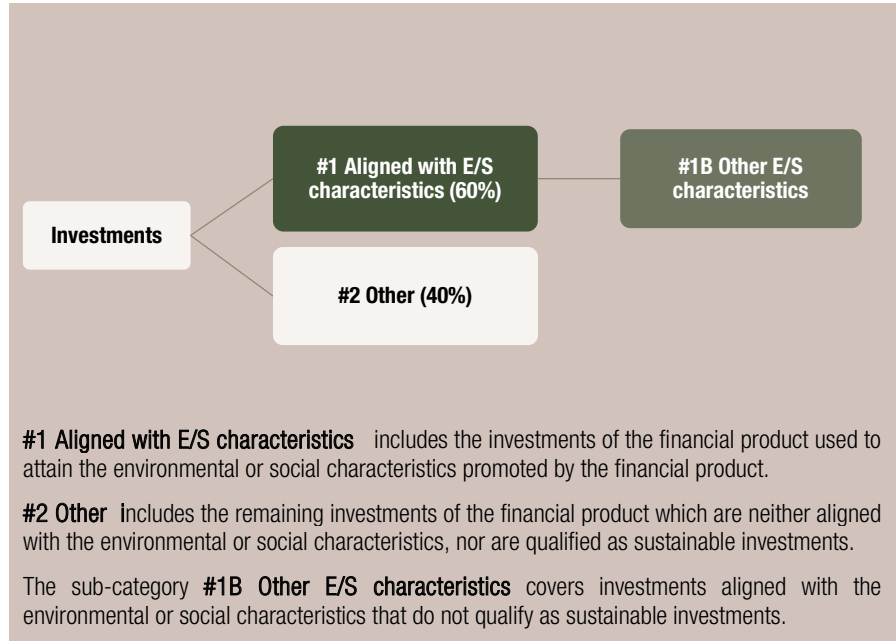 #1 Aligned with E/S
characteristics (60%)
#1B Other E/S
characteristics
Investments
#2 Other (40%)
#1 Aligned with E/S characteristics includes the investments of the financial product used to
attain the environmental or social characteristics promoted by the financial product.
#2 Other includes the remaining investments of the financial product which are neither aligned
with the environmental or social characteristics, nor are qualified as sustainable investments.
The sub-category #1B Other E/S characteristics covers investments aligned with the
environmental or social characteristics that do not qualify as sustainable investments.